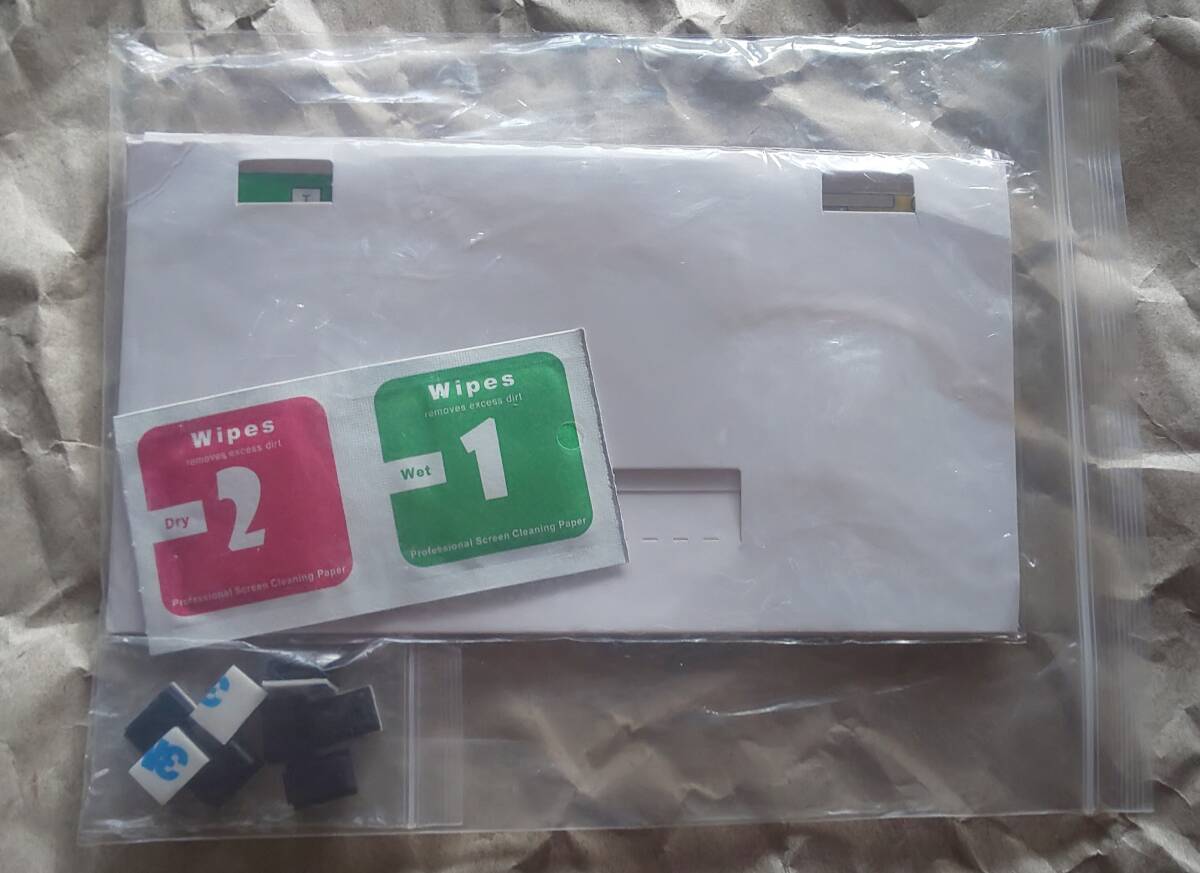 Wipes
removes excess dirt
Dry
2
Professional Screen Cleaning Paper
Wipes
removes excess dirt
Wet
1
Professional Screen Cleaning Paper